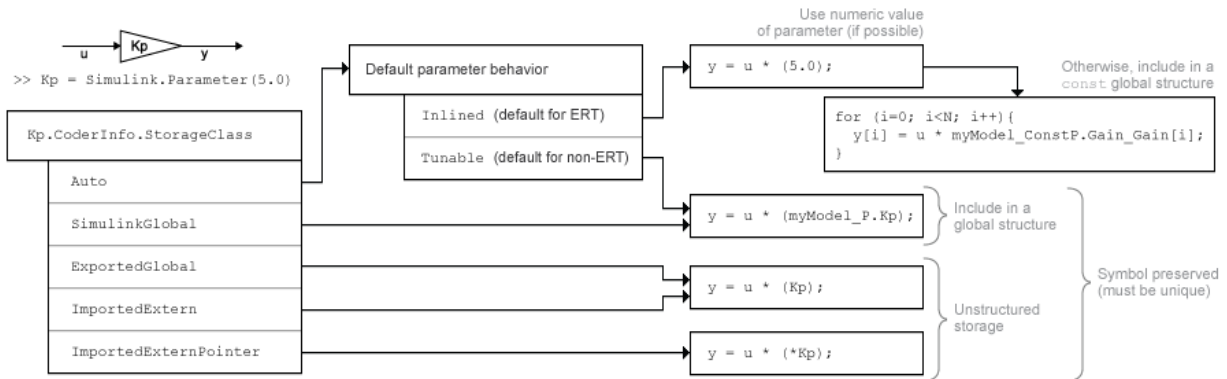 Kp
u
y
>> Kp = Simulink.Parameter(5.0)
Kp.CoderInfo.StorageClass
Auto
SimulinkGlobal
ExportedGlobal
ImportedExtern
ImportedExternPointer
Default parameter behavior
Inlined (default for ERT)
Tunable (default for non-ERT)
Use numeric value
of parameter (if possible)
y = u * (5.0);
Otherwise, include in a
const global structure
for (i=0; i<N; i++){
y[i] = u * myModel_ConstP.Gain_Gain[i];
}
y = u * (myModel_P.Kp);
Include in a
global structure
y = u * (Kp);
y = u * (*Kp);
Unstructured
storage
Symbol preserved
(must be unique)